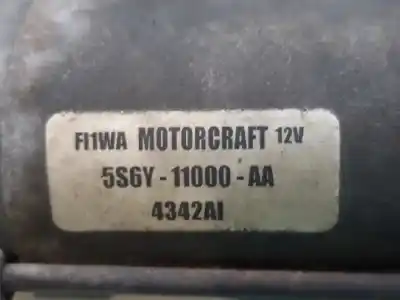 FI1WA MOTORCRAFT 12V
5S6Y - 11000 - AA
4342AI